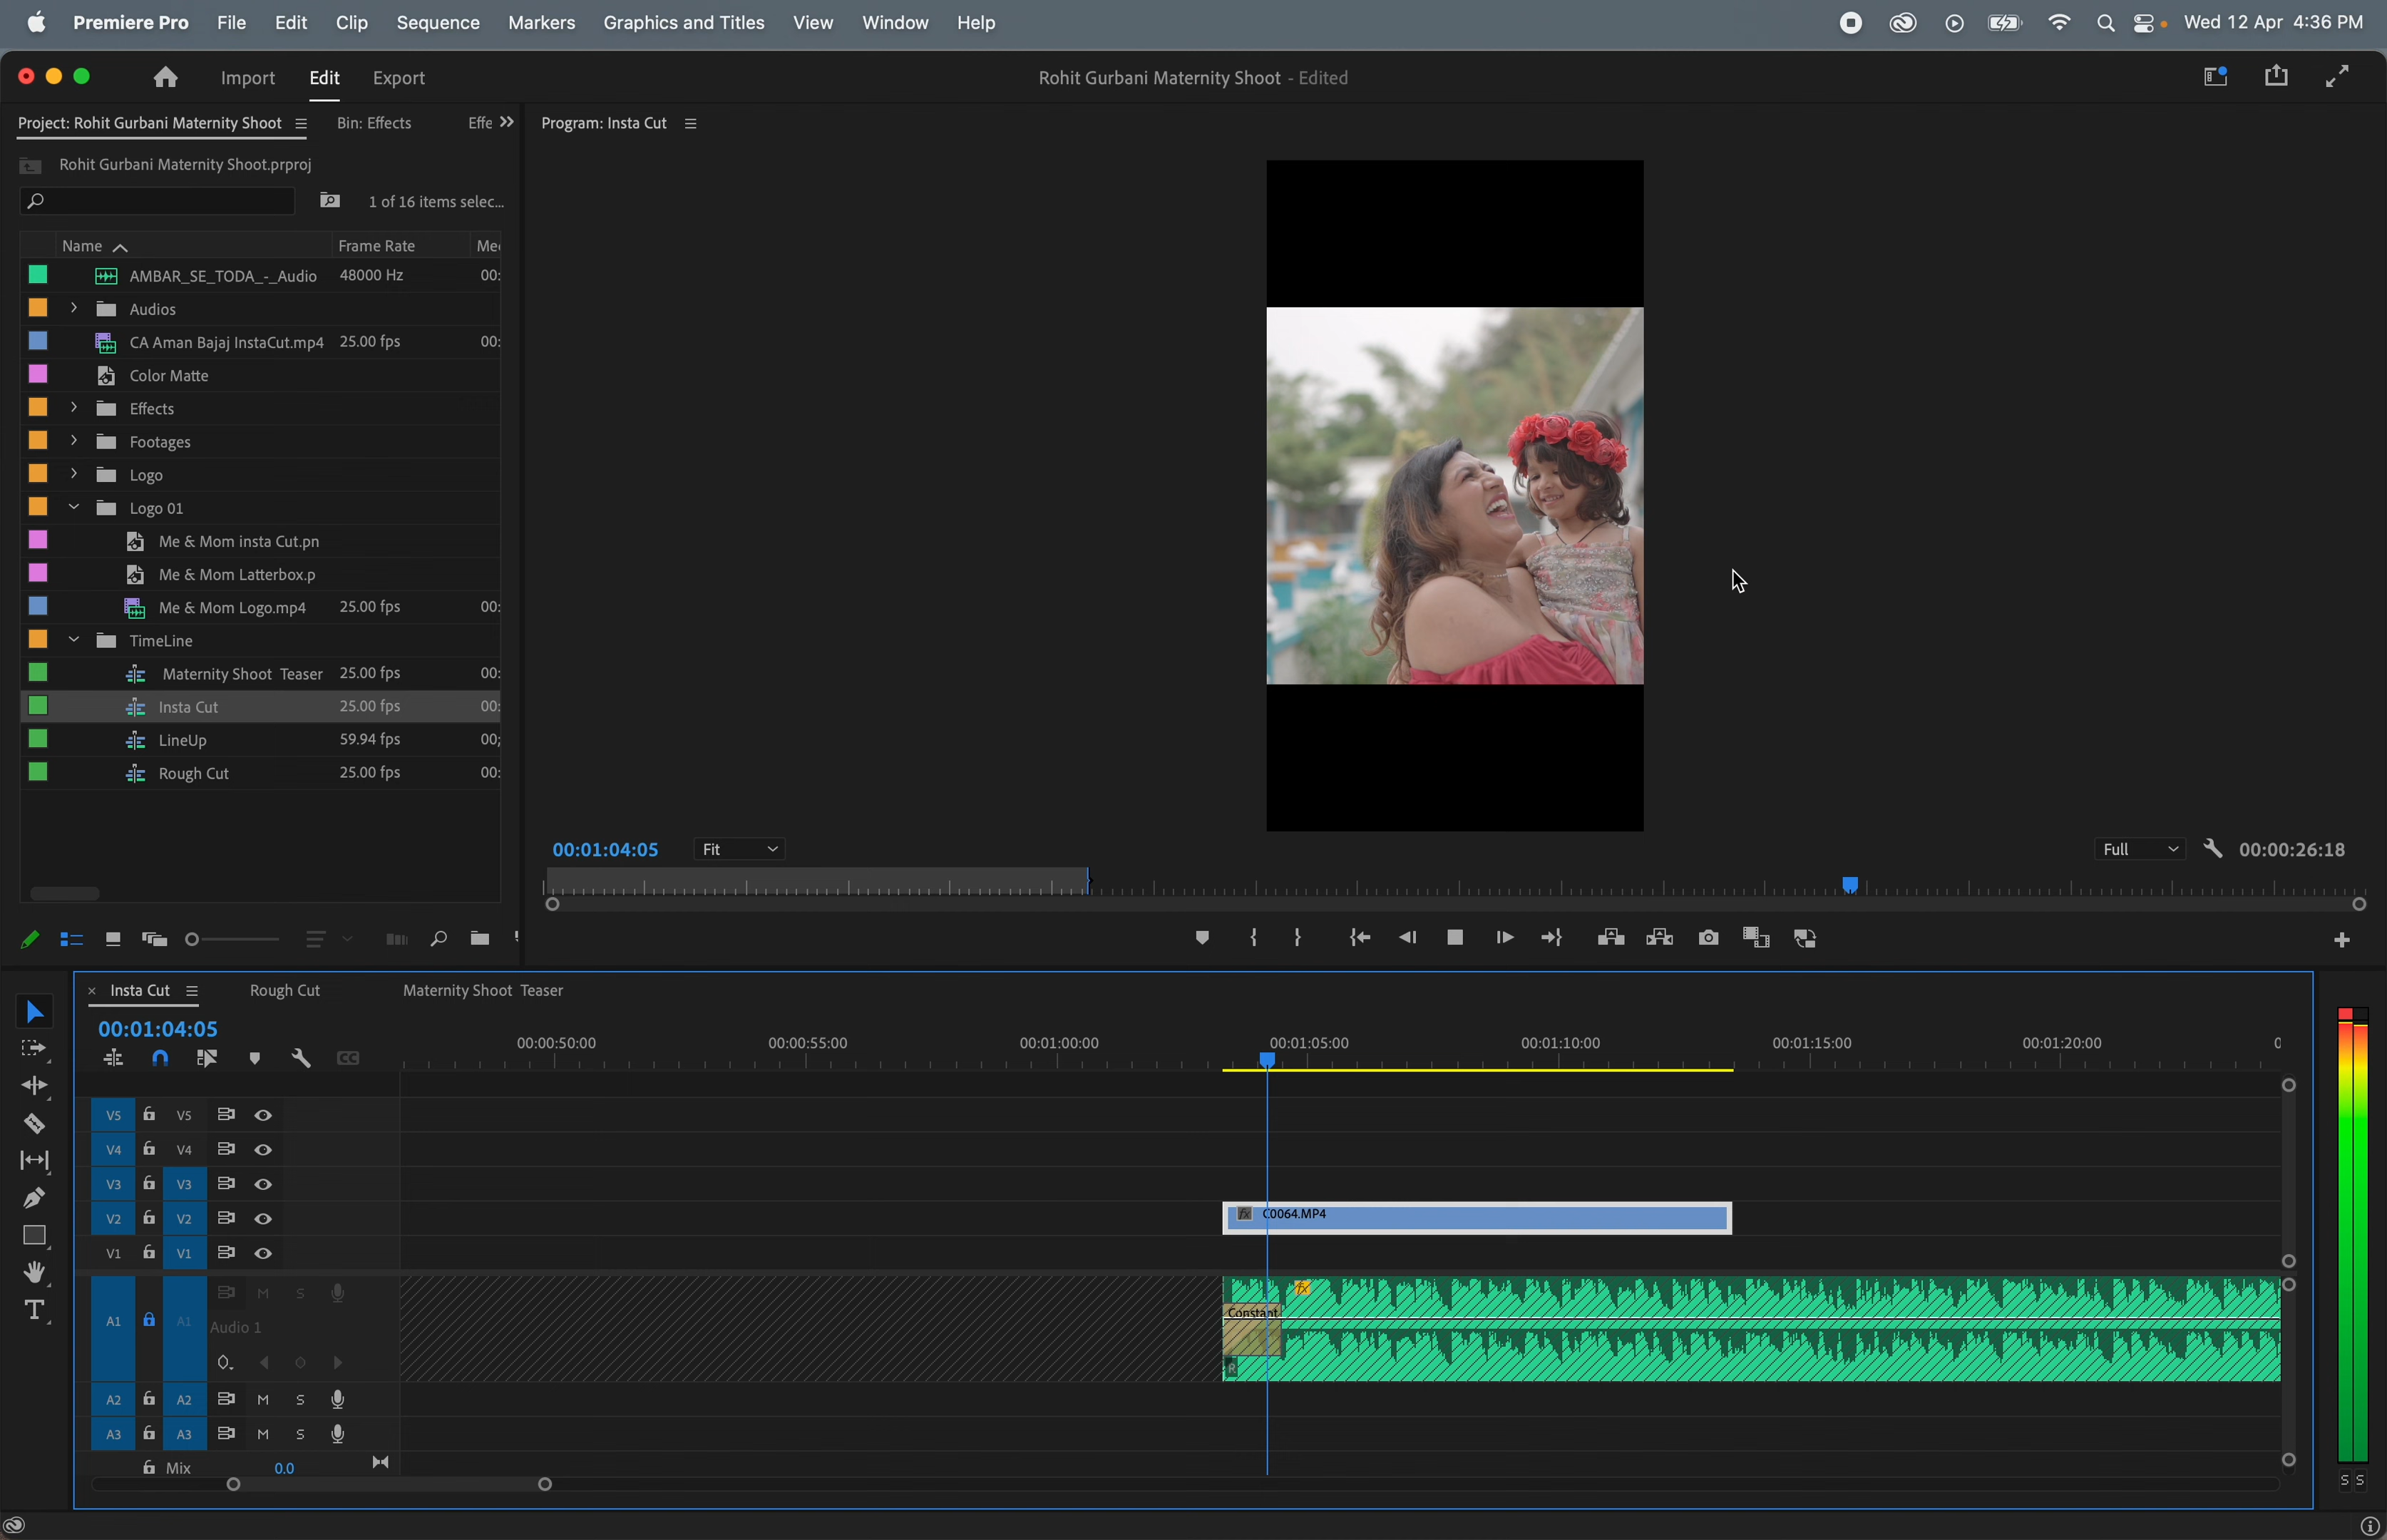 Premiere Pro File Edit Clip Sequence Markers Graphics and Titles View Window Help Wed 12 Apr 4:36 PM
Import Edit Export Rohit Gurbani Maternity Shoot - Edited
Project: Rohit Gurbani Maternity Shoot Bin: Effects Effe Program: Insta Cut
Rohit Gurbani Maternity Shoot.prproj
1 of 16 items selec...
Name Frame Rate Me
AMBAR_SE_TODA_-_Audio 48000 Hz 00:
Audios
CA Aman Bajaj InstaCut.mp4 25.00 fps 00:
Color Matte
Effects
Footages
Logo
Logo 01
Me & Mom insta Cut.pn
Me & Mom Latterbox.p
Me & Mom Logo.mp4 25.00 fps 00:
TimeLine
Maternity Shoot Teaser 25.00 fps 00:
Insta Cut 25.00 fps 00:
LineUp 59.94 fps 00;
Rough Cut 25.00 fps 00:
00:01:04:05 Fit Full 00:00:26:18
Insta Cut Rough Cut Maternity Shoot Teaser
00:01:04:05
00:00:50:00 00:00:55:00 00:01:00:00 00:01:05:00 00:01:10:00 00:01:15:00 00:01:20:00 0
CC
V5 V5
V4 V4
V3 V3
V2 V2 fx C0064.MP4
V1 V1
M S fx
Constant
A1 A1
Audio 1
R
A2 A2 M S
A3 A3 M S
Mix 0.0
S S